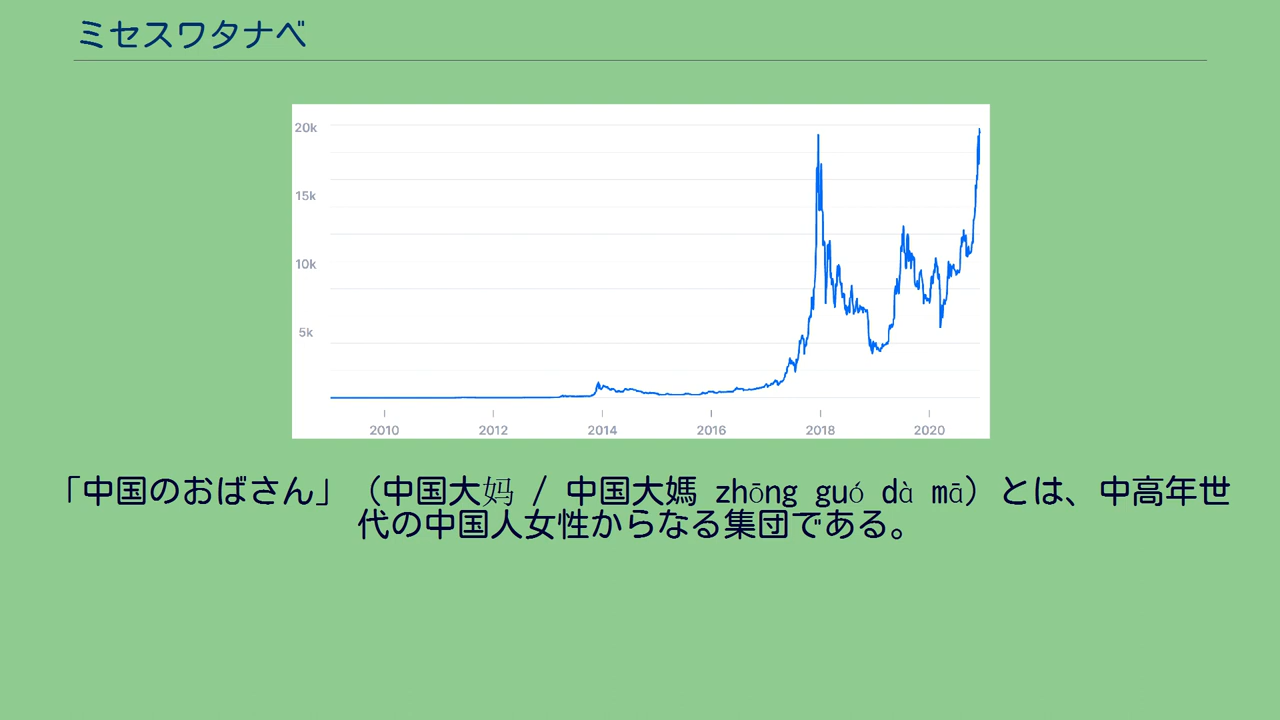 ミセスワタナベ
20k
15k
10k
5k
2010 2012 2014 2016 2018 2020
「中国のおばさん」（中国大妈 / 中国大媽 zhōng guó dà mā）とは、中高年世
代の中国人女性からなる集団である。